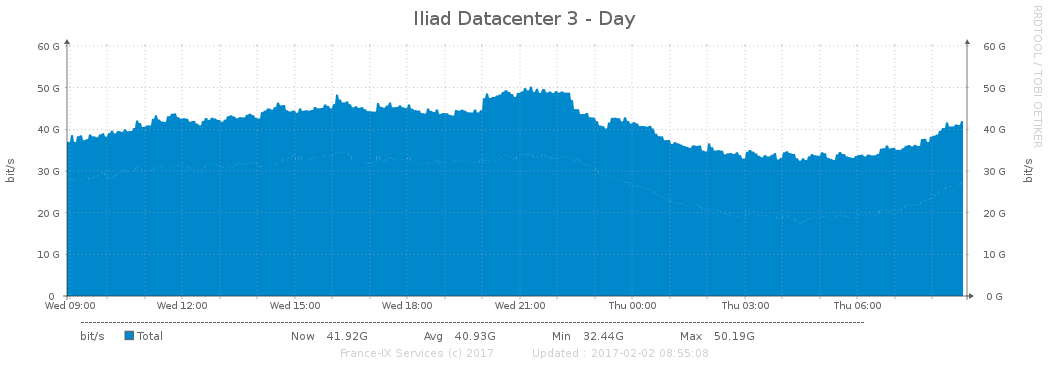 Iliad Datacenter 3 - Day
RRDTOOL / TOBI OETIKER
60 G 60 G
50 G 50 G
40 G 40 G
30 G 30 G
20 G 20 G
10 G 10 G
0 0 G
bit/s bit/s
Wed 09:00 Wed 12:00 Wed 15:00 Wed 18:00 Wed 21:00 Thu 00:00 Thu 03:00 Thu 06:00
bit/s Total Now 41.92G Avg 40.93G Min 32.44G Max 50.19G
France-IX Services (c) 2017 Updated : 2017-02-02 08:55:08